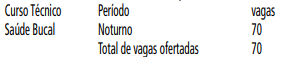 Curso Técnico Período vagas
Saúde Bucal Noturno 70
Total de vagas ofertadas 70